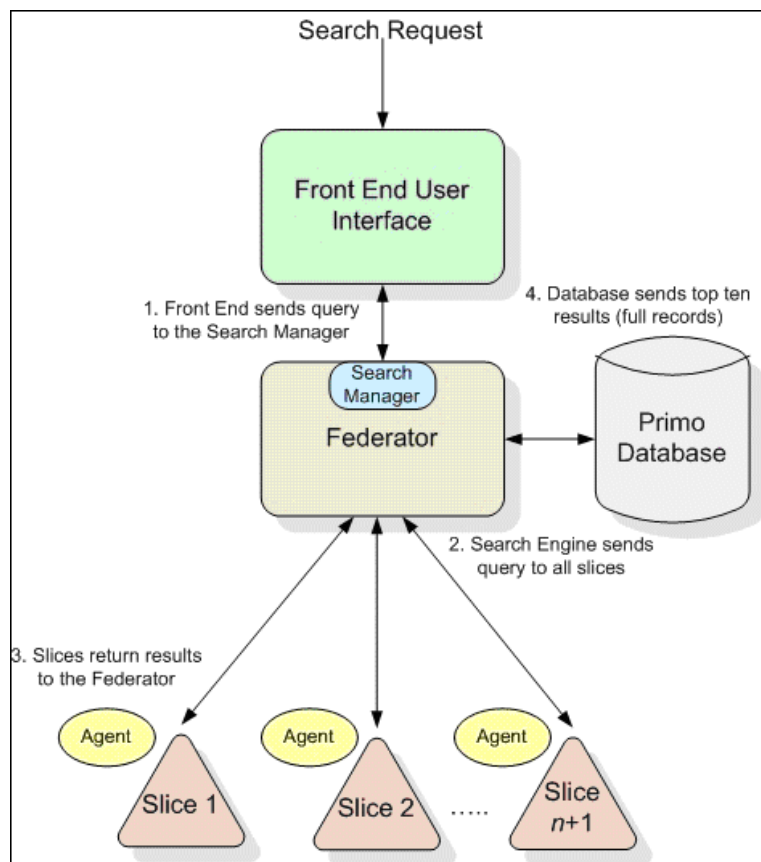 Search Request
Front End User
Interface
1. Front End sends query
to the Search Manager
4. Database sends top ten
results (full records)
Search
Manager
Federator
Primo
Database
2. Search Engine sends
query to all slices
3. Slices return results
to the Federator
Agent
Agent
Agent
Slice 1
Slice 2
.....
Slice
n+1